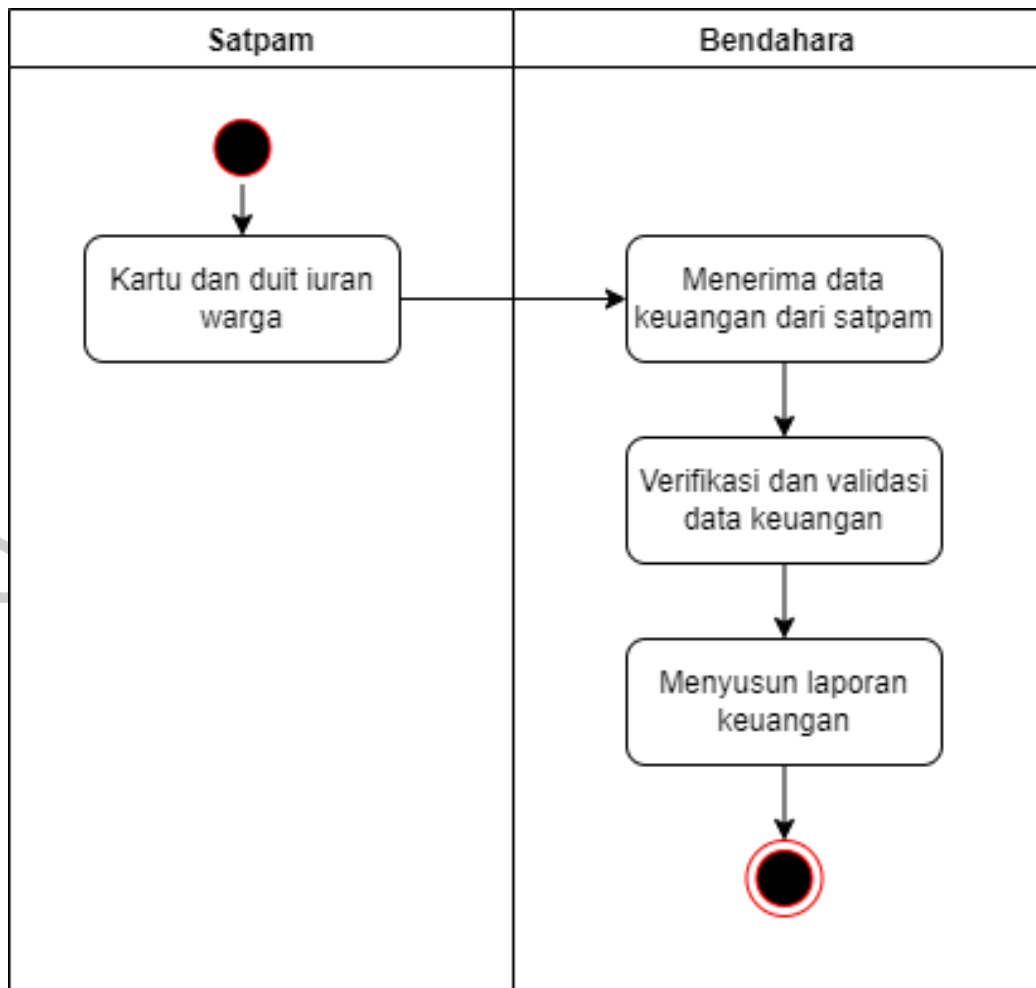 Satpam
Bendahara
Kartu dan duit iuran
warga
Menerima data
keuangan dari satpam
Verifikasi dan validasi
data keuangan
Menyusun laporan
keuangan